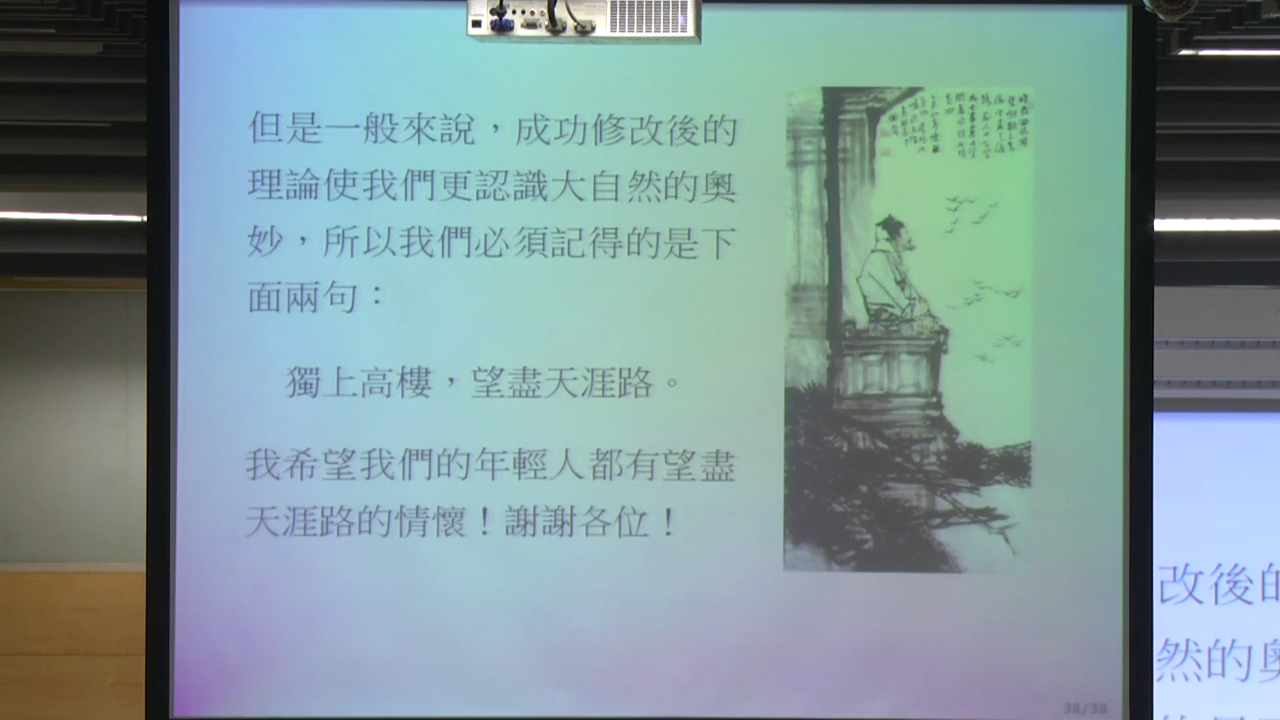 但是一般來說，成功修改後的
理論使我們更認識大自然的奧
妙，所以我們必須記得的是下
面兩句：
獨上高樓，望盡天涯路。
我希望我們的年輕人都有望盡
天涯路的情懷！謝謝各位！
38/38
改後的
然的奧